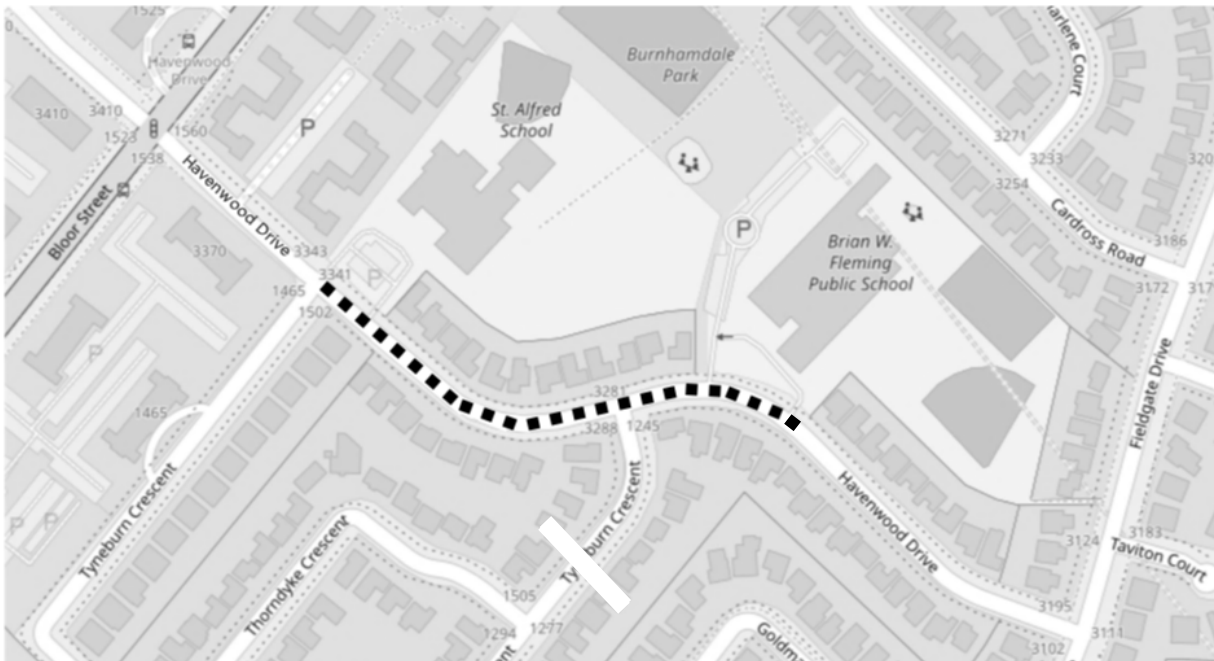 1525
Havenwood
Drive
3410
3410
1523
1560
1538
P
Havenwood Drive
Bloor Street
St. Alfred
School
Burnhamdale
Park
P
Brian W.
Fleming
Public School
Charlene Court
3271
3233
3254
Cardross Road
3186
3172
3370
3343
3341
1465
1502
P
P
1465
Tyneburn Crescent
P
P
Thorndyke Crescent
3281
3288
1245
Crescent
1505
1294
1277
Havenwood Drive
Fieldgate Drive
3183
3124
Taviton Court
3195
3111
3102